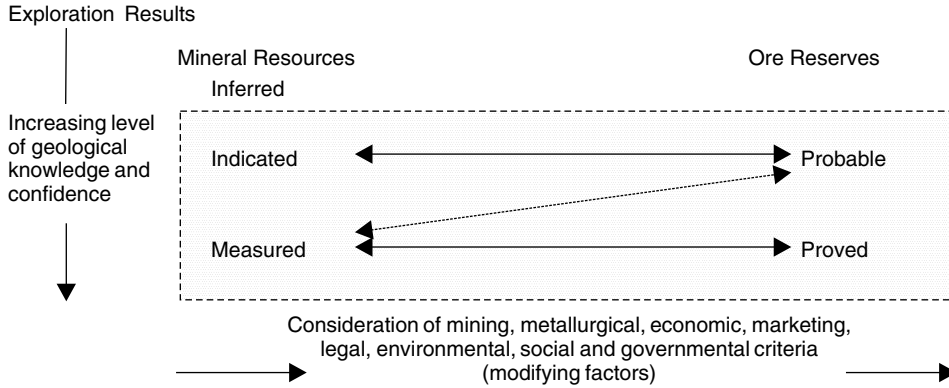 Exploration Results
Mineral Resources
Ore Reserves
Inferred
Increasing level
of geological
knowledge and
confidence
Indicated
Probable
Measured
Proved
Consideration of mining, metallurgical, economic, marketing,
legal, environmental, social and governmental criteria
(modifying factors)